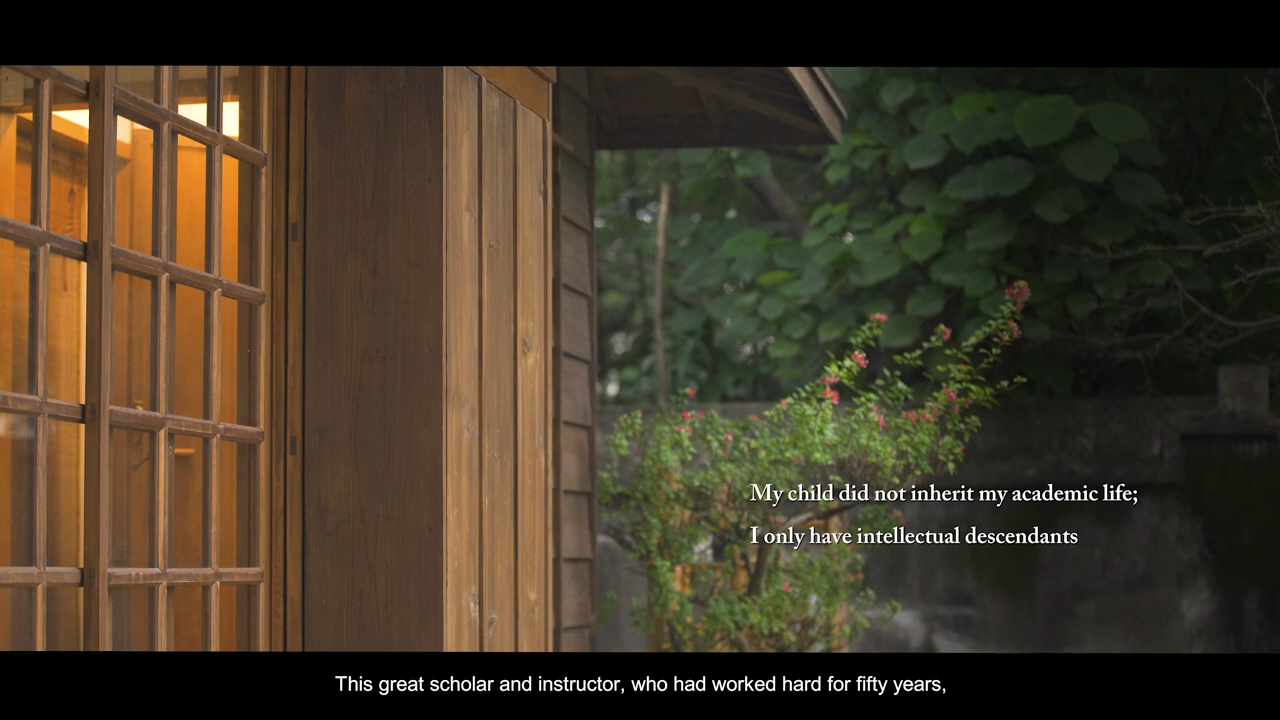 My child did not inherit my academic life;
I only have intellectual descendants
This great scholar and instructor, who had worked hard for fifty years,